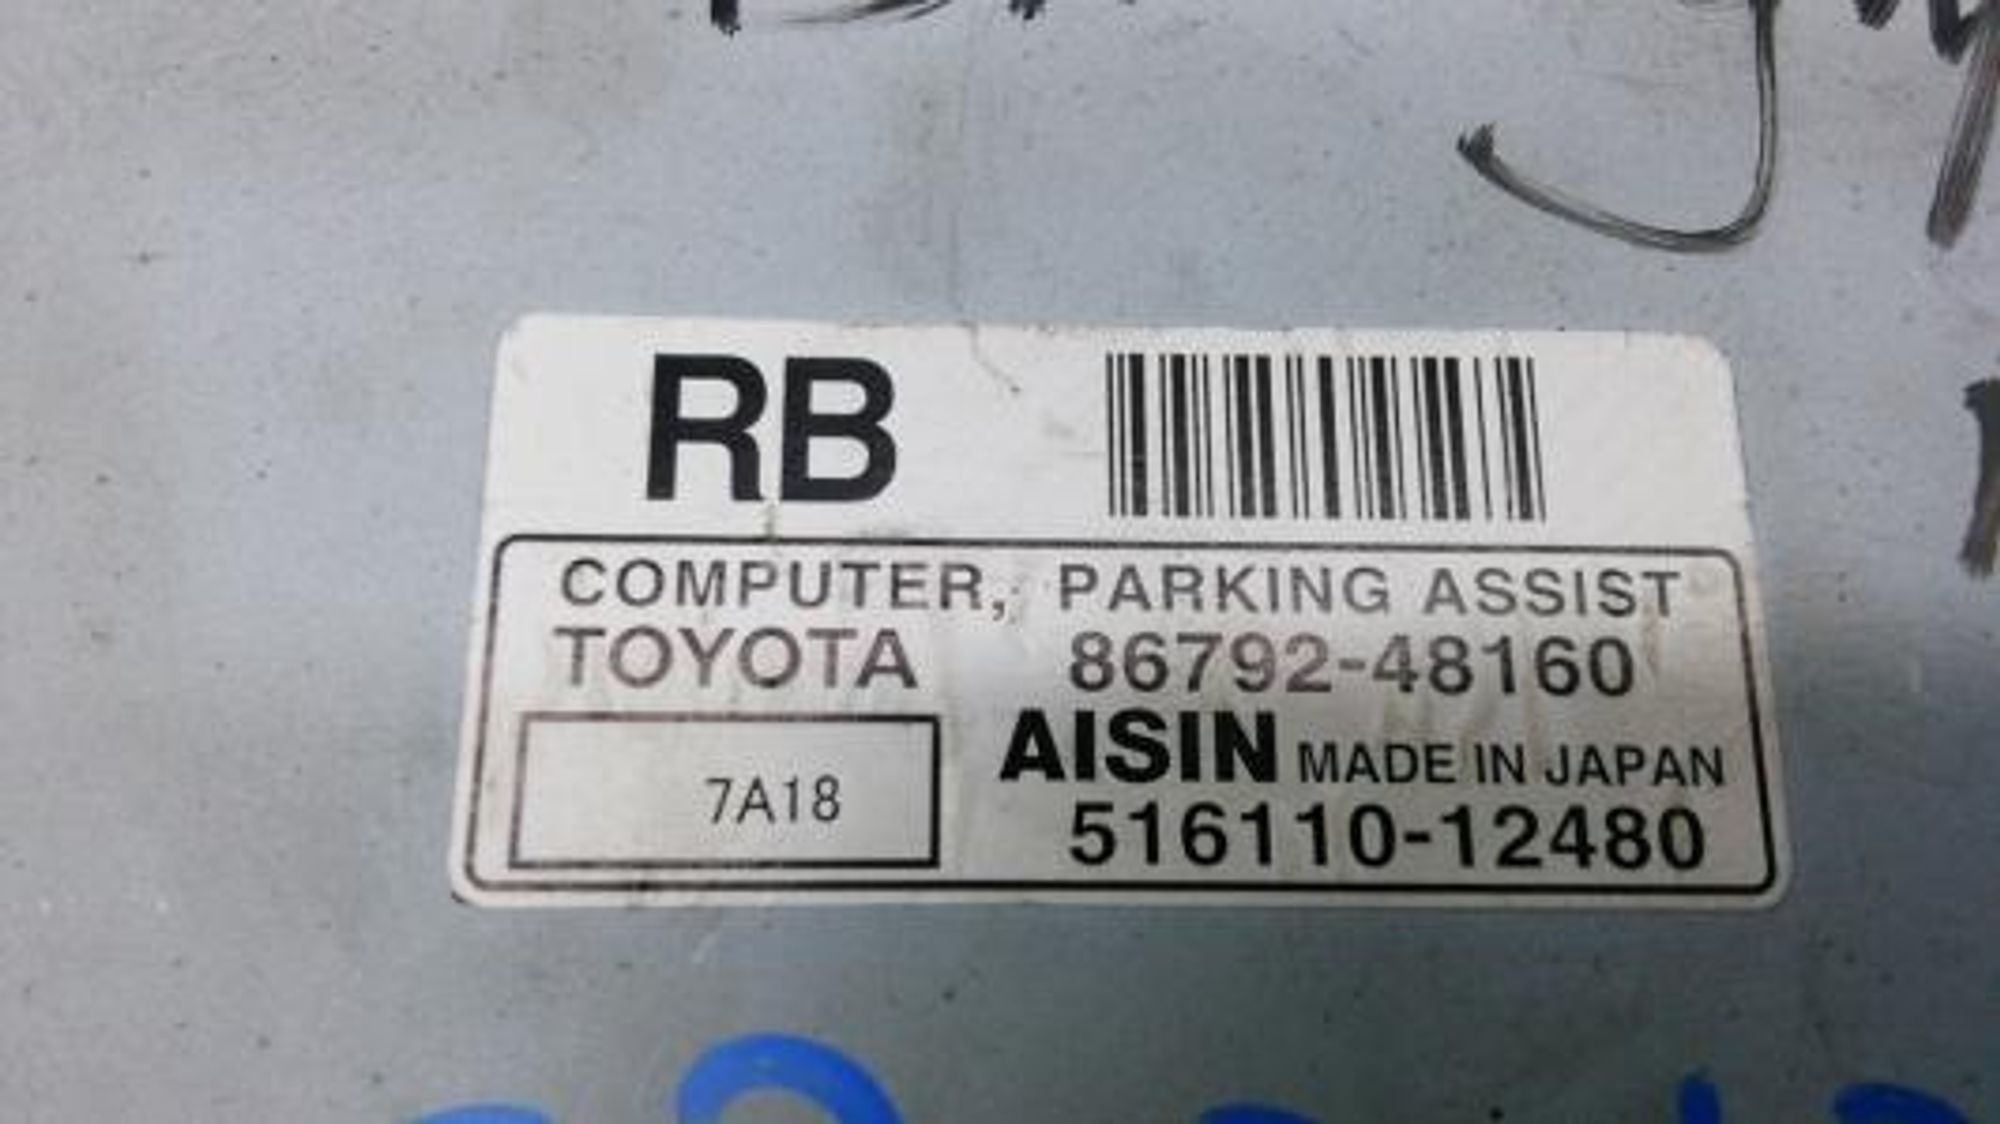 RB
COMPUTER, PARKING ASSIST
TOYOTA 86792-48160
AISIN MADE IN JAPAN
7A18
516110-12480